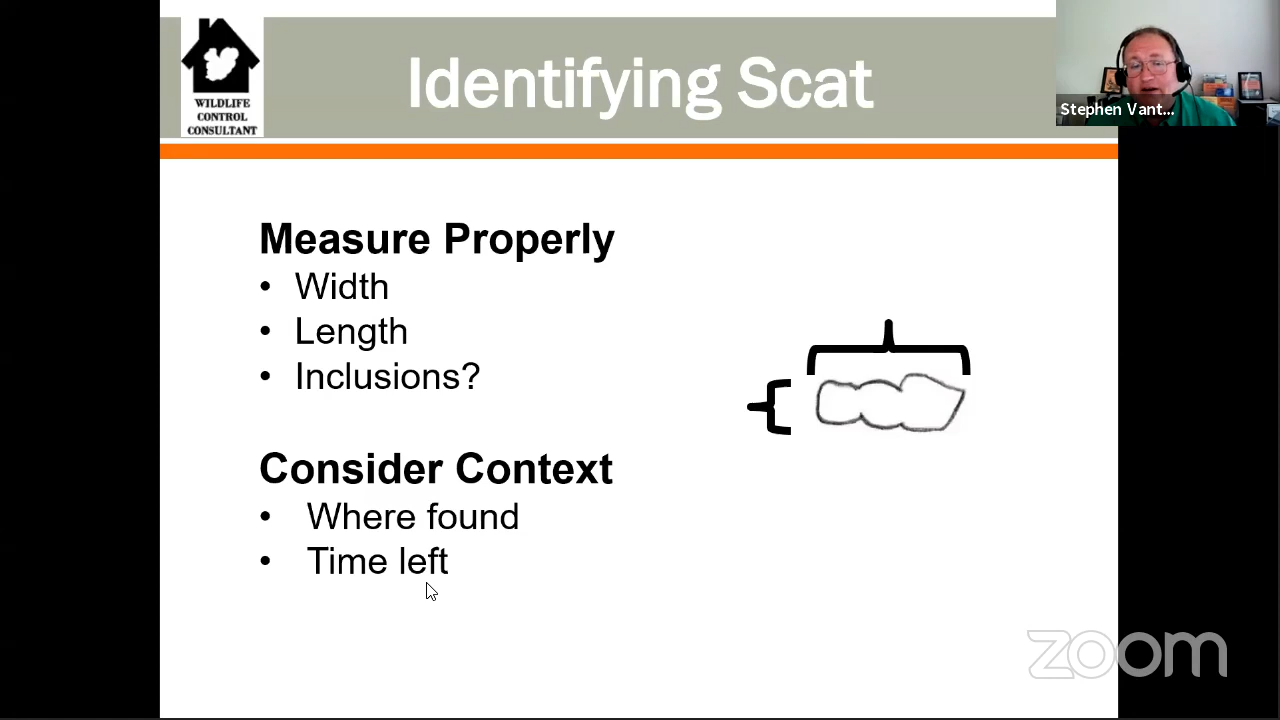 Identifying Scat
WILDLIFE
CONTROL
CONSULTANT
Stephen Vant...
Measure Properly
• Width
• Length
• Inclusions?
Consider Context
• Where found
• Time left
zoom